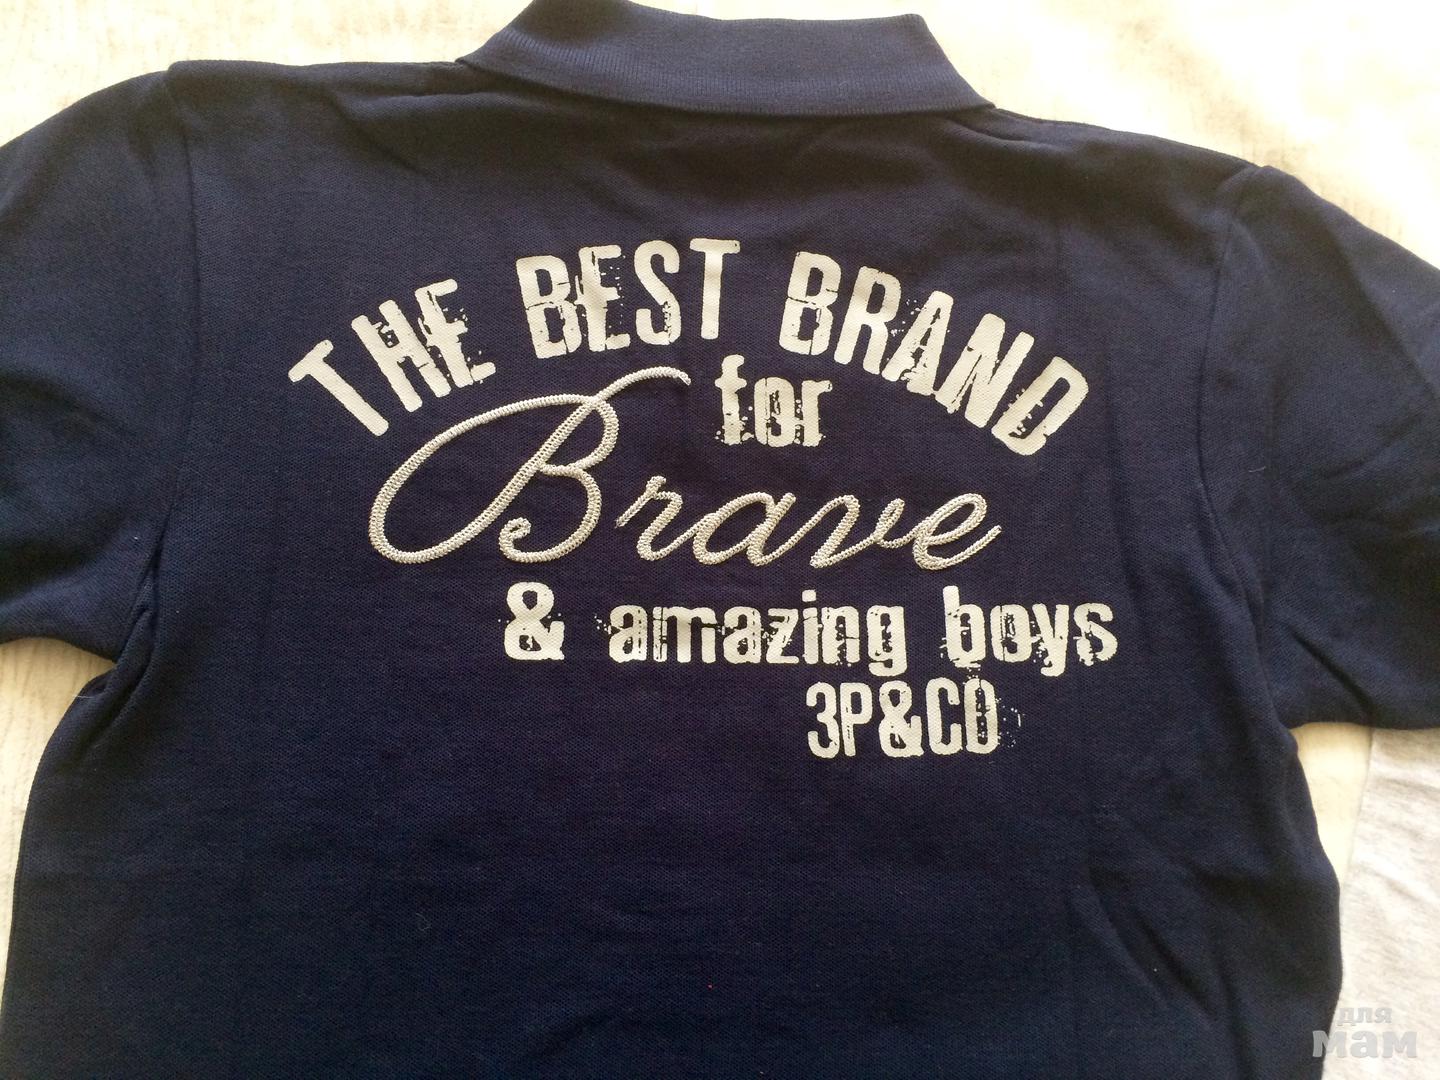 THE BEST BRAND
for
Brave
& amazing boys
3P&CO
для
мам